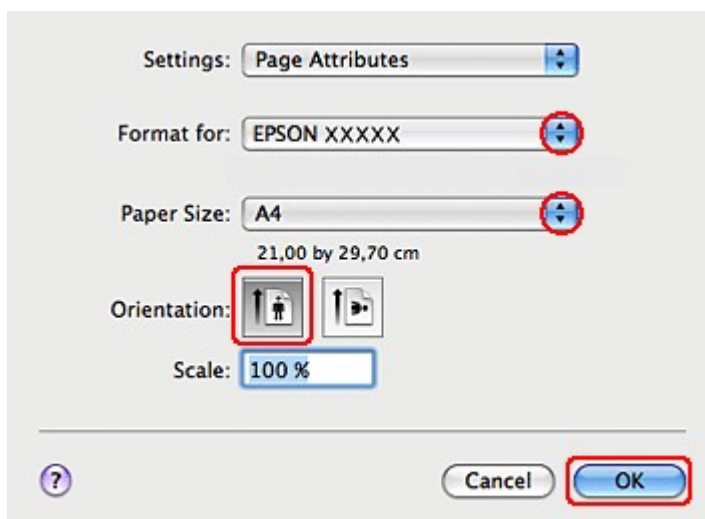 Settings: Page Attributes
Format for: EPSON XXXXX
Paper Size: A4
21,00 by 29,70 cm
Orientation:
Scale: 100 %
? Cancel OK